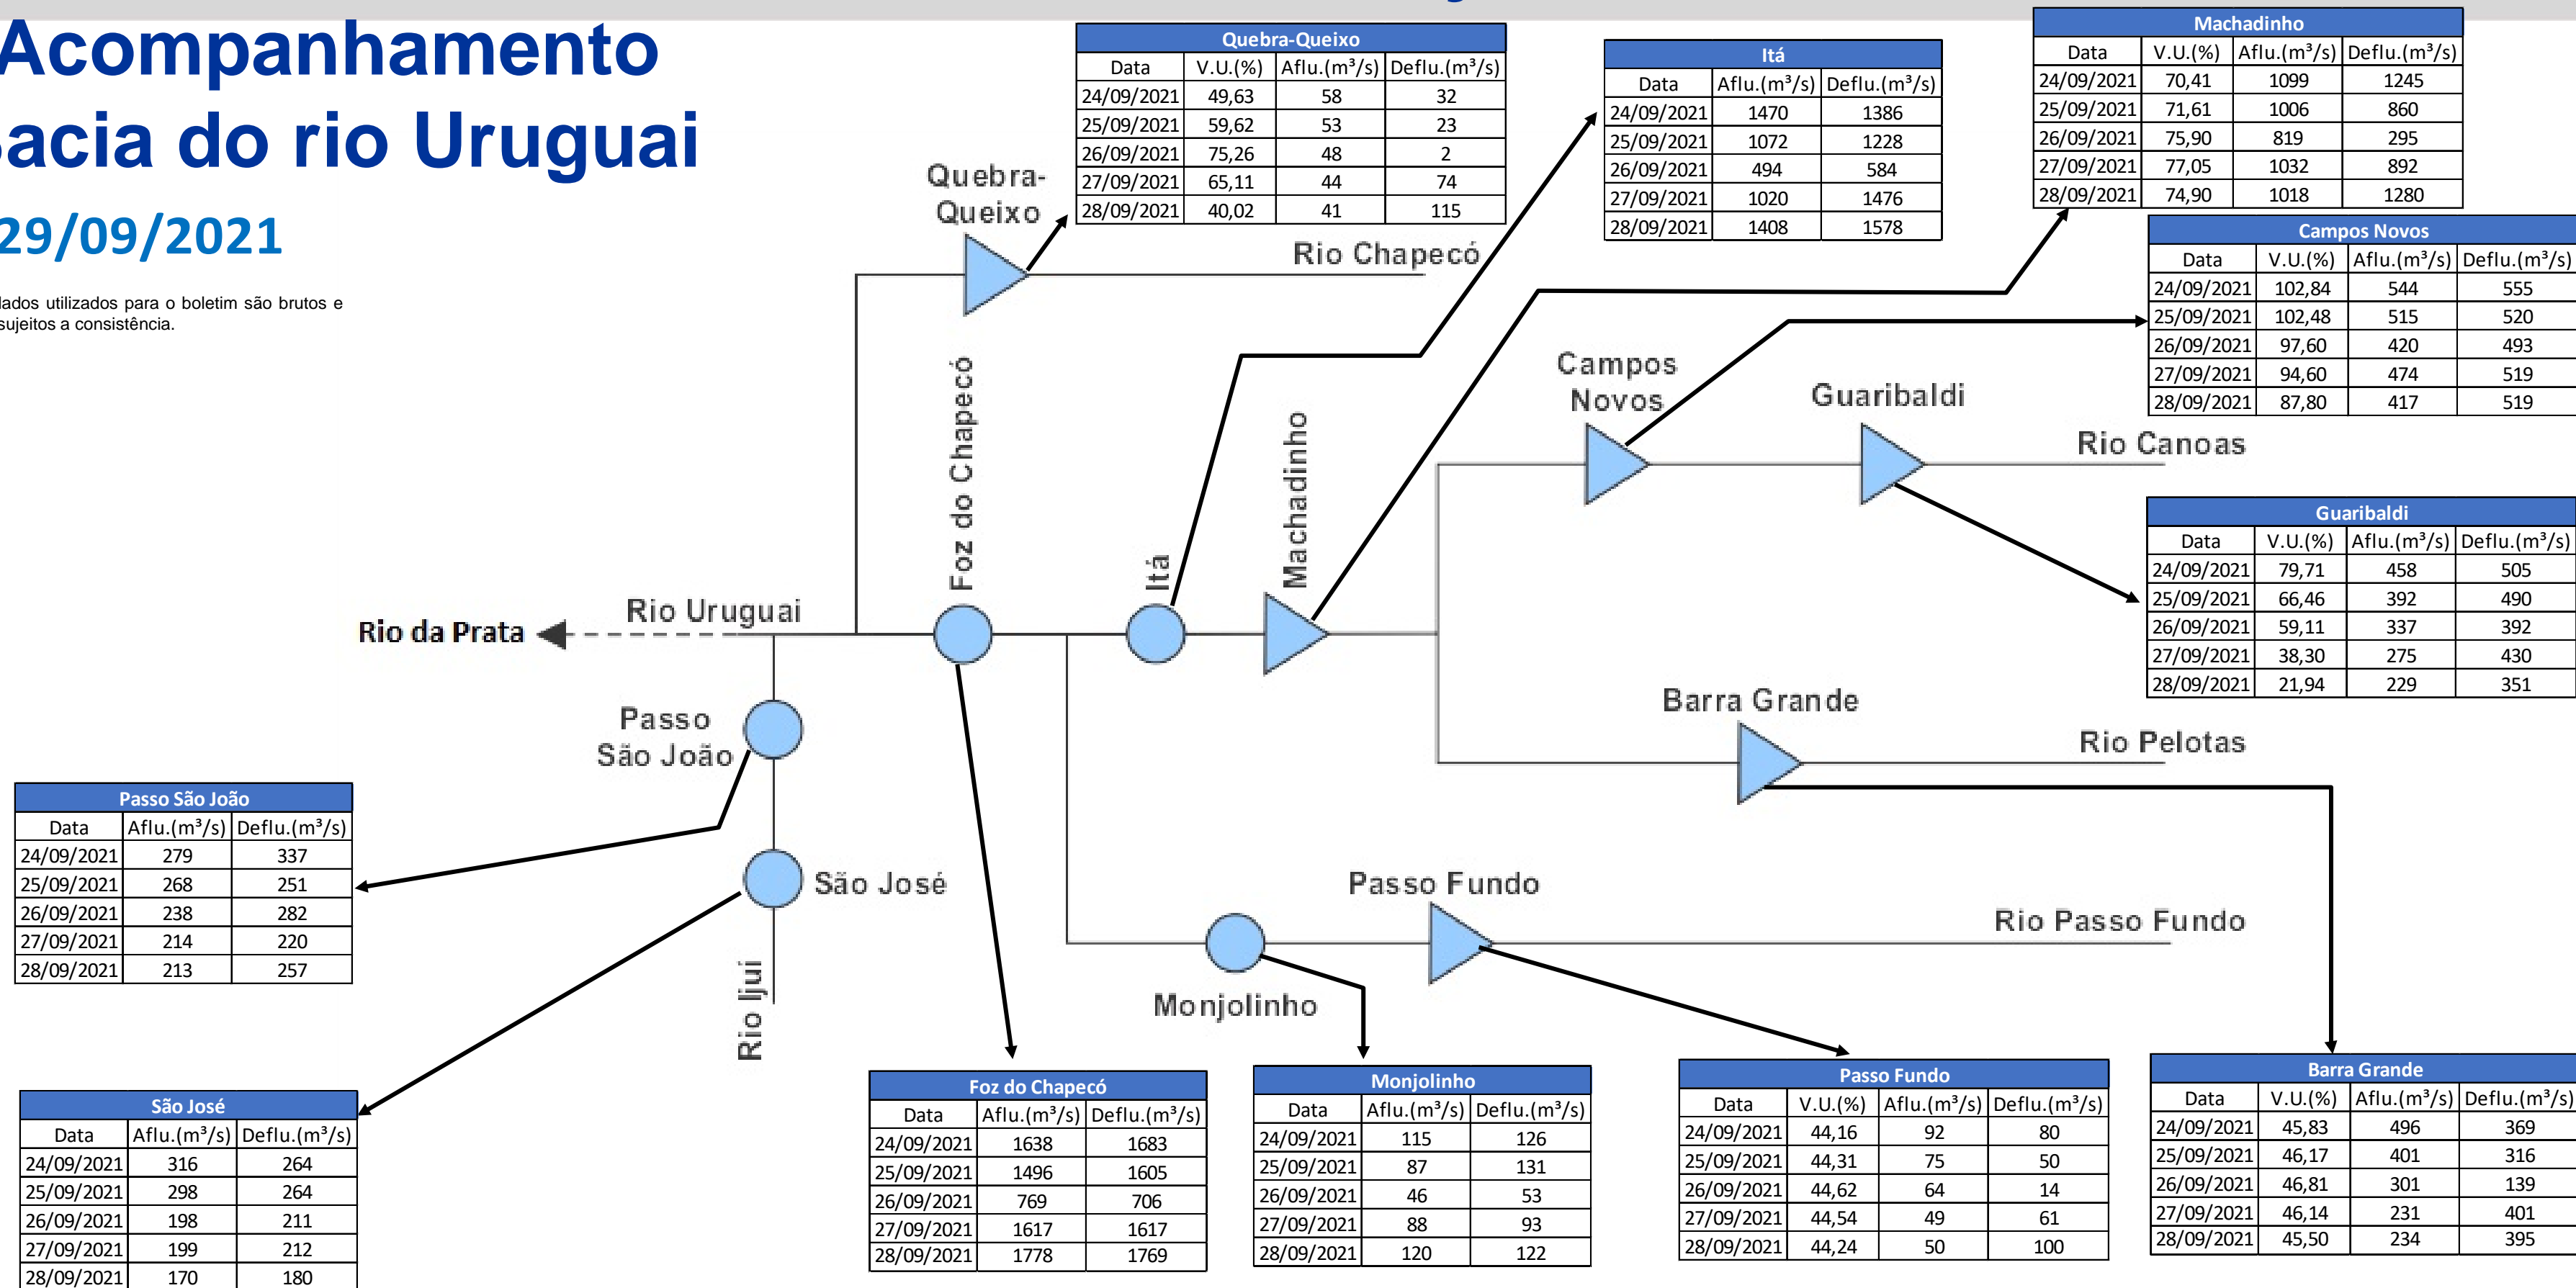 Acompanhamento
acia do rio Uruguai
29/09/2021
lados utilizados para o boletim são brutos e
sujeitos a consistência.
Quebra-Queixo
Data V.U.(%) Aflu.(m³/s) Deflu.(m³/s)
24/09/2021 49,63 58 32
25/09/2021 59,62 53 23
26/09/2021 75,26 48 2
27/09/2021 65,11 44 74
28/09/2021 40,02 41 115
Itá
Data Aflu.(m³/s) Deflu.(m³/s)
24/09/2021 1470 1386
25/09/2021 1072 1228
26/09/2021 494 584
27/09/2021 1020 1476
28/09/2021 1408 1578
Machadinho
Data V.U.(%) Aflu.(m³/s) Deflu.(m³/s)
24/09/2021 70,41 1099 1245
25/09/2021 71,61 1006 860
26/09/2021 75,90 819 295
27/09/2021 77,05 1032 892
28/09/2021 74,90 1018 1280
Campos Novos
Data V.U.(%) Aflu.(m³/s) Deflu.(m³/s)
24/09/2021 102,84 544 555
25/09/2021 102,48 515 520
26/09/2021 97,60 420 493
27/09/2021 94,60 474 519
28/09/2021 87,80 417 519
Quebra-
Queixo
Rio Chapecó
Foz do Chapecó
Itá
Machadinho
Campos
Novos
Guaribaldi
Rio Canoas
Guaribaldi
Data V.U.(%) Aflu.(m³/s) Deflu.(m³/s)
24/09/2021 79,71 458 505
25/09/2021 66,46 392 490
26/09/2021 59,11 337 392
27/09/2021 38,30 275 430
28/09/2021 21,94 229 351
Rio da Prata
Rio Uruguai
Passo
São João
Barra Grande
Rio Pelotas
Passo São João
Data Aflu.(m³/s) Deflu.(m³/s)
24/09/2021 279 337
25/09/2021 268 251
26/09/2021 238 282
27/09/2021 214 220
28/09/2021 213 257
São José
Passo Fundo
Rio Passo Fundo
Rio Ijuí
Monjolinho
São José
Data Aflu.(m³/s) Deflu.(m³/s)
24/09/2021 316 264
25/09/2021 298 264
26/09/2021 198 211
27/09/2021 199 212
28/09/2021 170 180
Foz do Chapecó
Data Aflu.(m³/s) Deflu.(m³/s)
24/09/2021 1638 1683
25/09/2021 1496 1605
26/09/2021 769 706
27/09/2021 1617 1617
28/09/2021 1778 1769
Monjolinho
Data Aflu.(m³/s) Deflu.(m³/s)
24/09/2021 115 126
25/09/2021 87 131
26/09/2021 46 53
27/09/2021 88 93
28/09/2021 120 122
Passo Fundo
Data V.U.(%) Aflu.(m³/s) Deflu.(m³/s)
24/09/2021 44,16 92 80
25/09/2021 44,31 75 50
26/09/2021 44,62 64 14
27/09/2021 44,54 49 61
28/09/2021 44,24 50 100
Barra Grande
Data V.U.(%) Aflu.(m³/s) Deflu.(m³/s)
24/09/2021 45,83 496 369
25/09/2021 46,17 401 316
26/09/2021 46,81 301 139
27/09/2021 46,14 231 401
28/09/2021 45,50 234 395